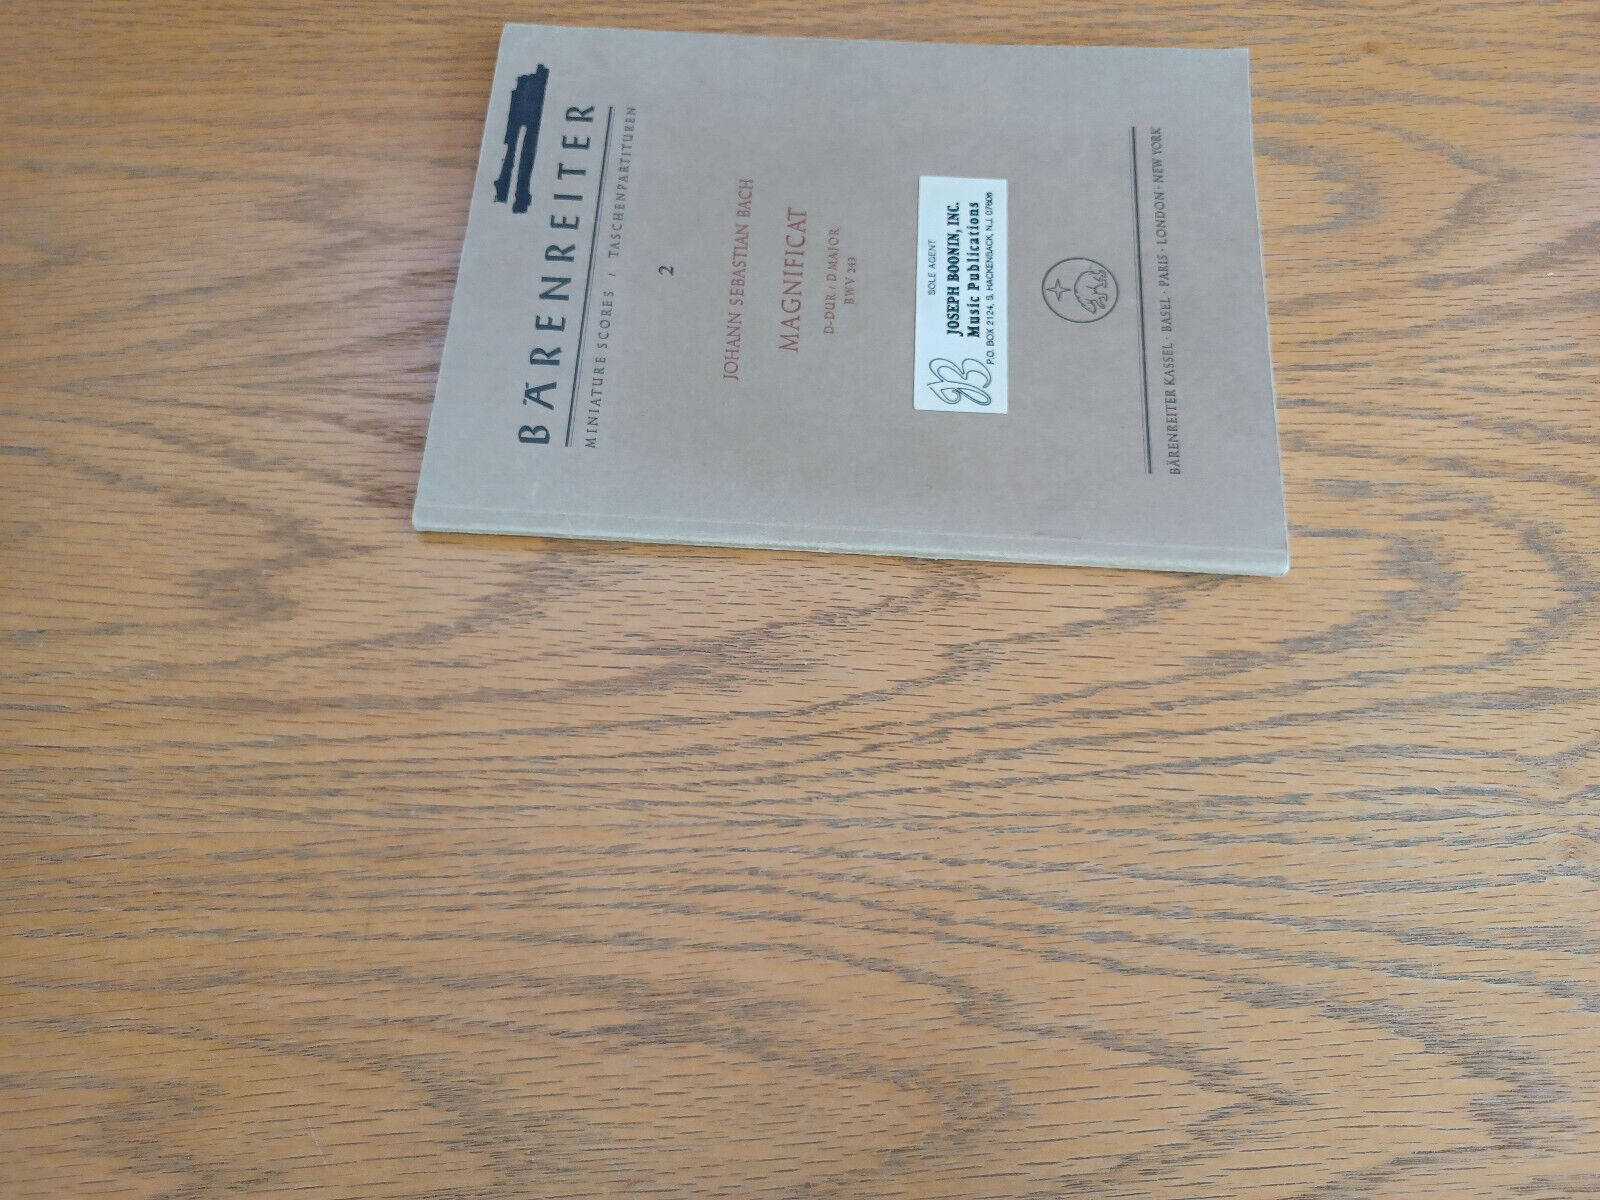 BÄRENREITER
MINIATURE SCORES / TASCHENPARTITUREN
2
JOHANN SEBASTIAN BACH
MAGNIFICAT
D-DUR / D MAJOR
BWV 243
SOLE AGENT
JB
JOSEPH BOONIN, INC.
Music Publications
P.O. BOX 2124, S. HACKENSACK, N.J. 07606
BÄRENREITER KASSEL · BASEL · PARIS · LONDON · NEW YORK